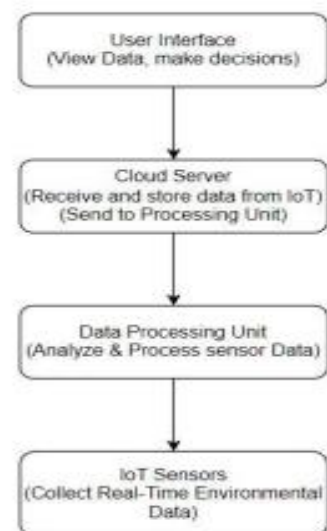 User Interface
(View Data, make decisions)
Cloud Server
(Receive and store data from IoT)
(Send to Processing Unit)
Data Processing Unit
(Analyze & Process sensor Data)
IoT Sensors
(Collect Real-Time Environmental
Data)